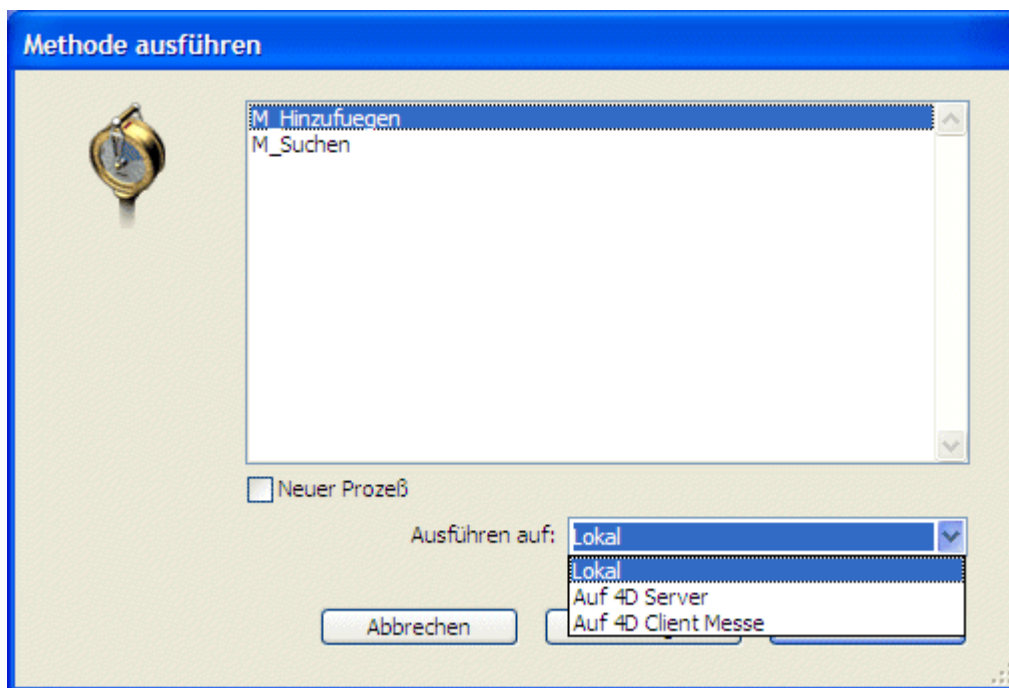 Methode ausführen
M_Hinzufuegen
M_Suchen
Neuer Prozeß
Ausführen auf: Lokal
Lokal
Auf 4D Server
Auf 4D Client Messe
Abbrechen